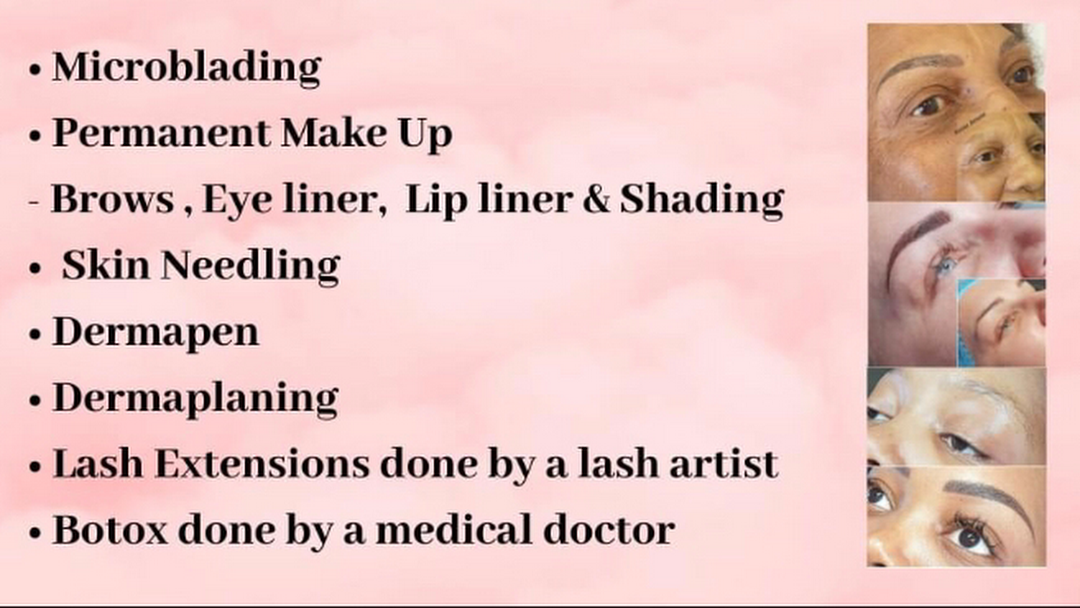 • Microblading
• Permanent Make Up
- Brows , Eye liner, Lip liner & Shading
• Skin Needling
• Dermapen
• Dermaplaning
• Lash Extensions done by a lash artist
• Botox done by a medical doctor